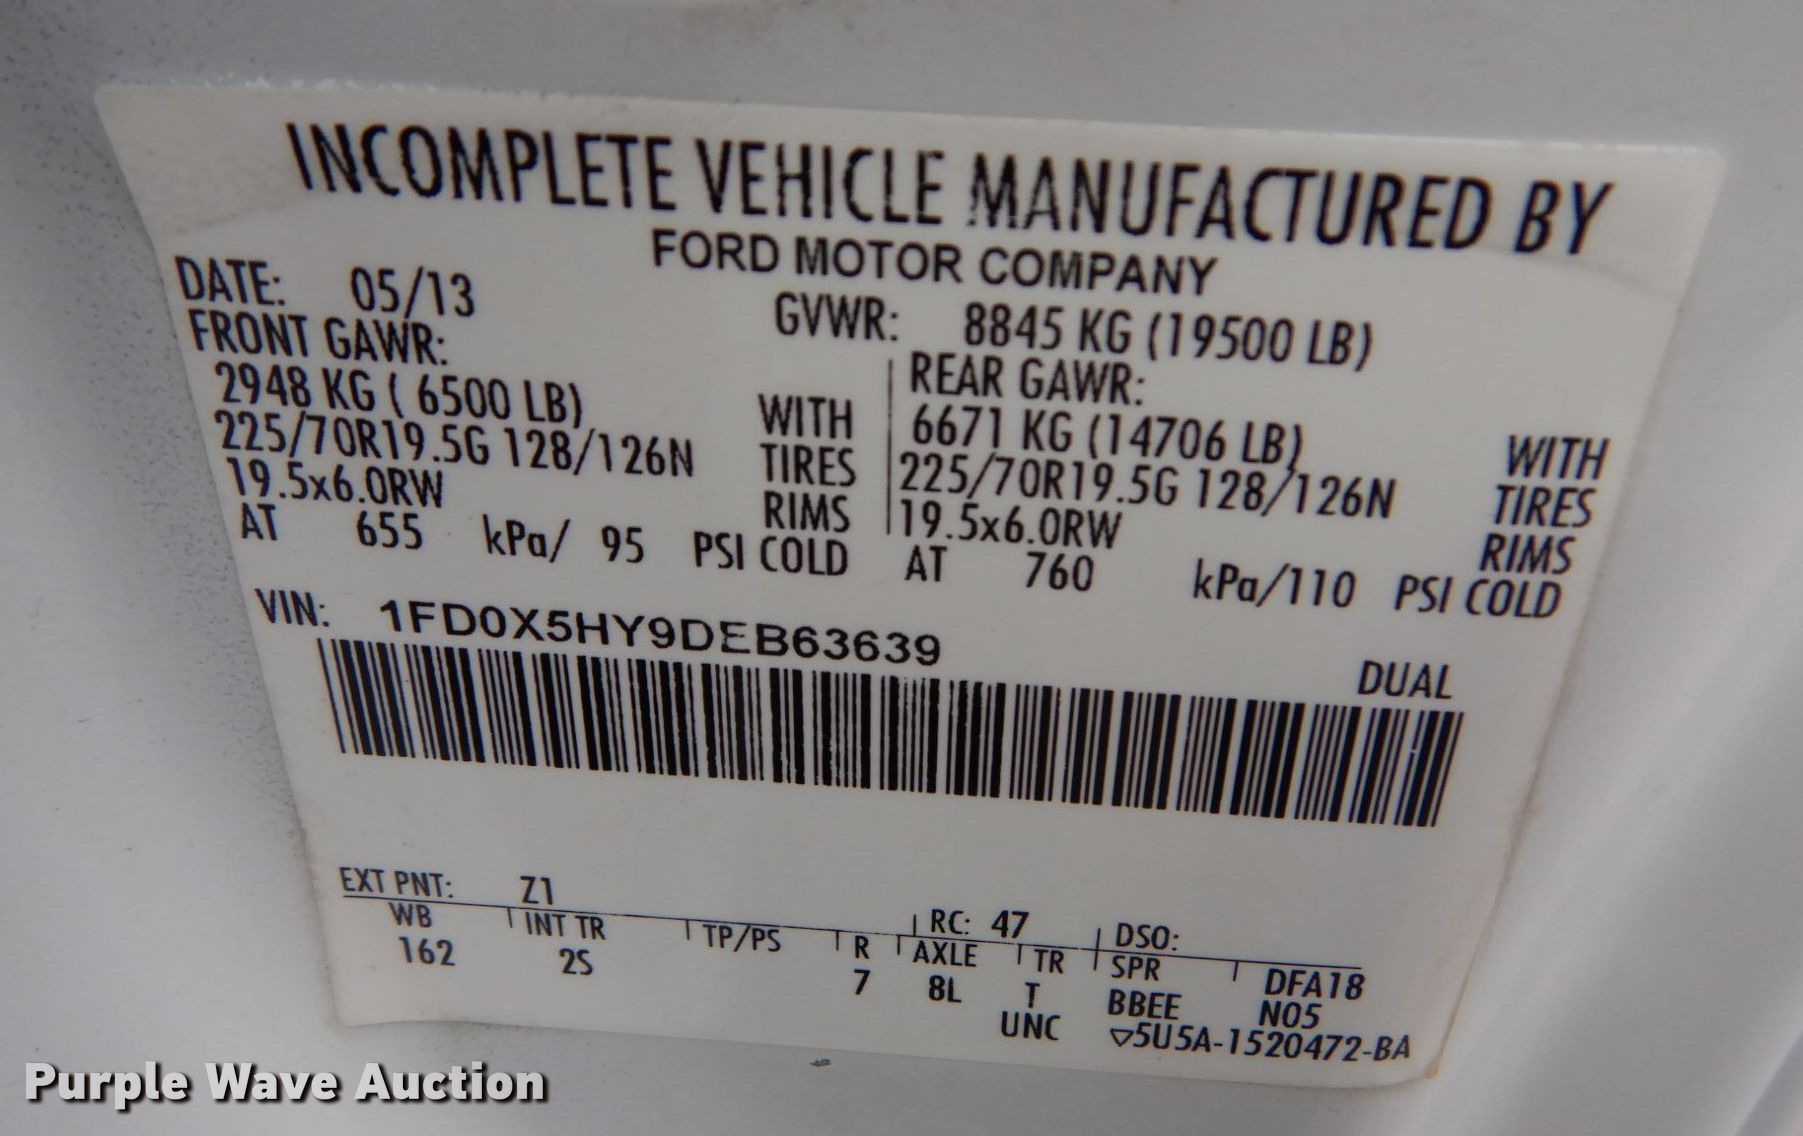 INCOMPLETE VEHICLE MANUFACTURED BY
FORD MOTOR COMPANY
DATE: 05/13
GVWR: 8845 KG (19500 LB)
FRONT GAWR:
REAR GAWR:
2948 KG ( 6500 LB) WITH
6671 KG (14706 LB) WITH
225/70R19.5G 128/126N TIRES
225/70R19.5G 128/126N TIRES
19.5x6.0RW RIMS
19.5x6.0RW RIMS
AT 655 kPa/ 95 PSI COLD
AT 760 kPa/110 PSI COLD
VIN: 1FD0X5HY9DEB63639
DUAL
EXT PNT: Z1 RC: 47 DSO:
WB INT TR TP/PS R AXLE TR SPR DFA18
162 2S 7 8L T BBEE N05
UNC ▽5U5A-1520472-BA
Purple Wave Auction